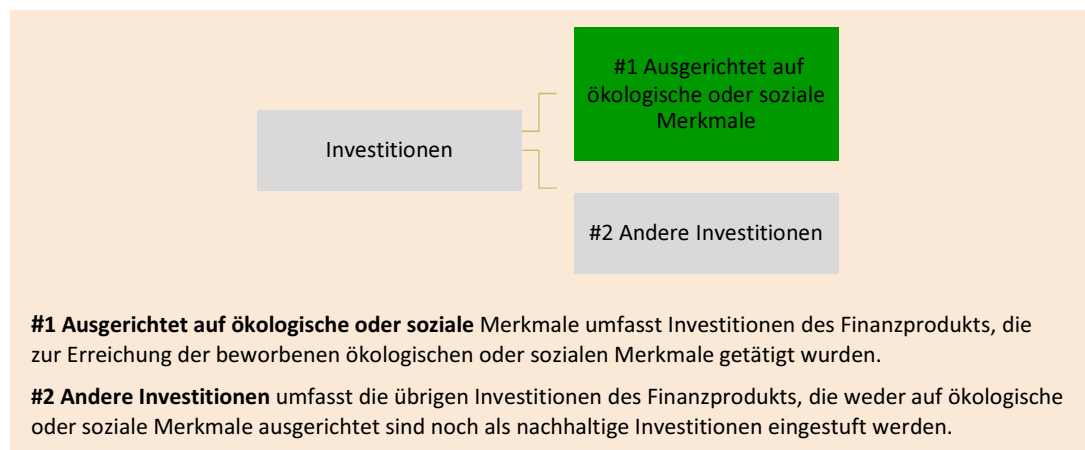 #1 Ausgerichtet auf
ökologische oder soziale
Merkmale
Investitionen
#2 Andere Investitionen
#1 Ausgerichtet auf ökologische oder soziale Merkmale umfasst Investitionen des Finanzprodukts, die
zur Erreichung der beworbenen ökologischen oder sozialen Merkmale getätigt wurden.
#2 Andere Investitionen umfasst die übrigen Investitionen des Finanzprodukts, die weder auf ökologische
oder soziale Merkmale ausgerichtet sind noch als nachhaltige Investitionen eingestuft werden.